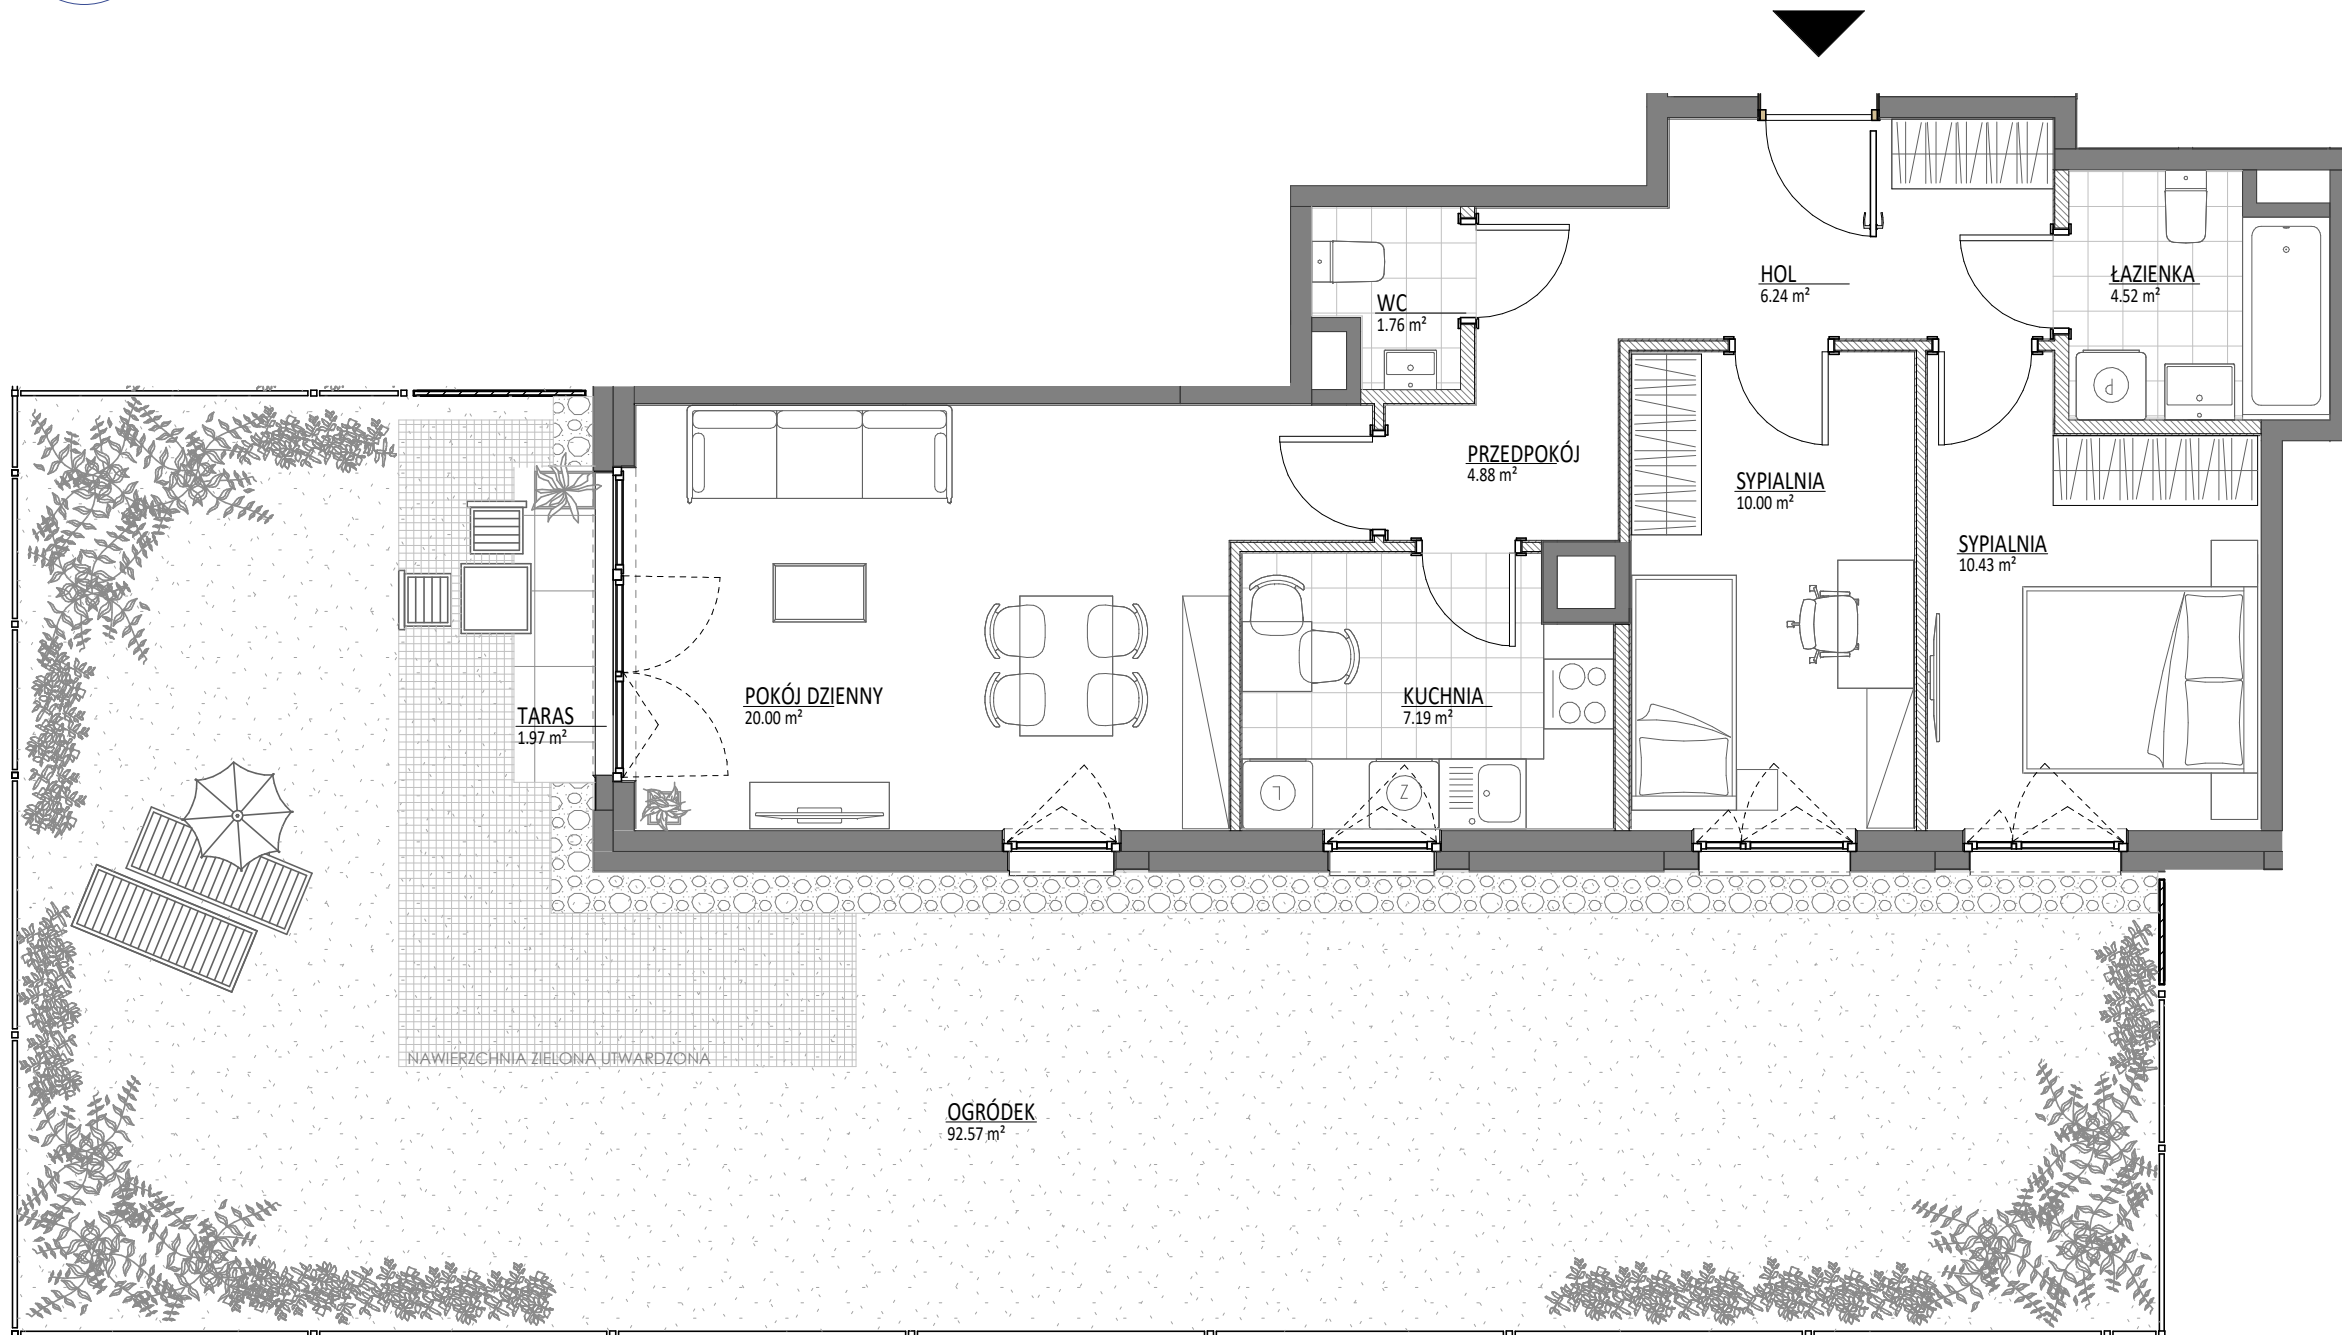 HOL
6.24 m²
ŁAZIENKA
4.52 m²
WC
1.76 m²
P
PRZEDPOKÓJ
4.88 m²
SYPIALNIA
10.00 m²
SYPIALNIA
10.43 m²
POKÓJ DZIENNY
20.00 m²
KUCHNIA
7.19 m²
TARAS
1.97 m²
L
Z
NAWIERZCHNIA ZIELONA UTWARDZONA
OGRÓDEK
92.57 m²